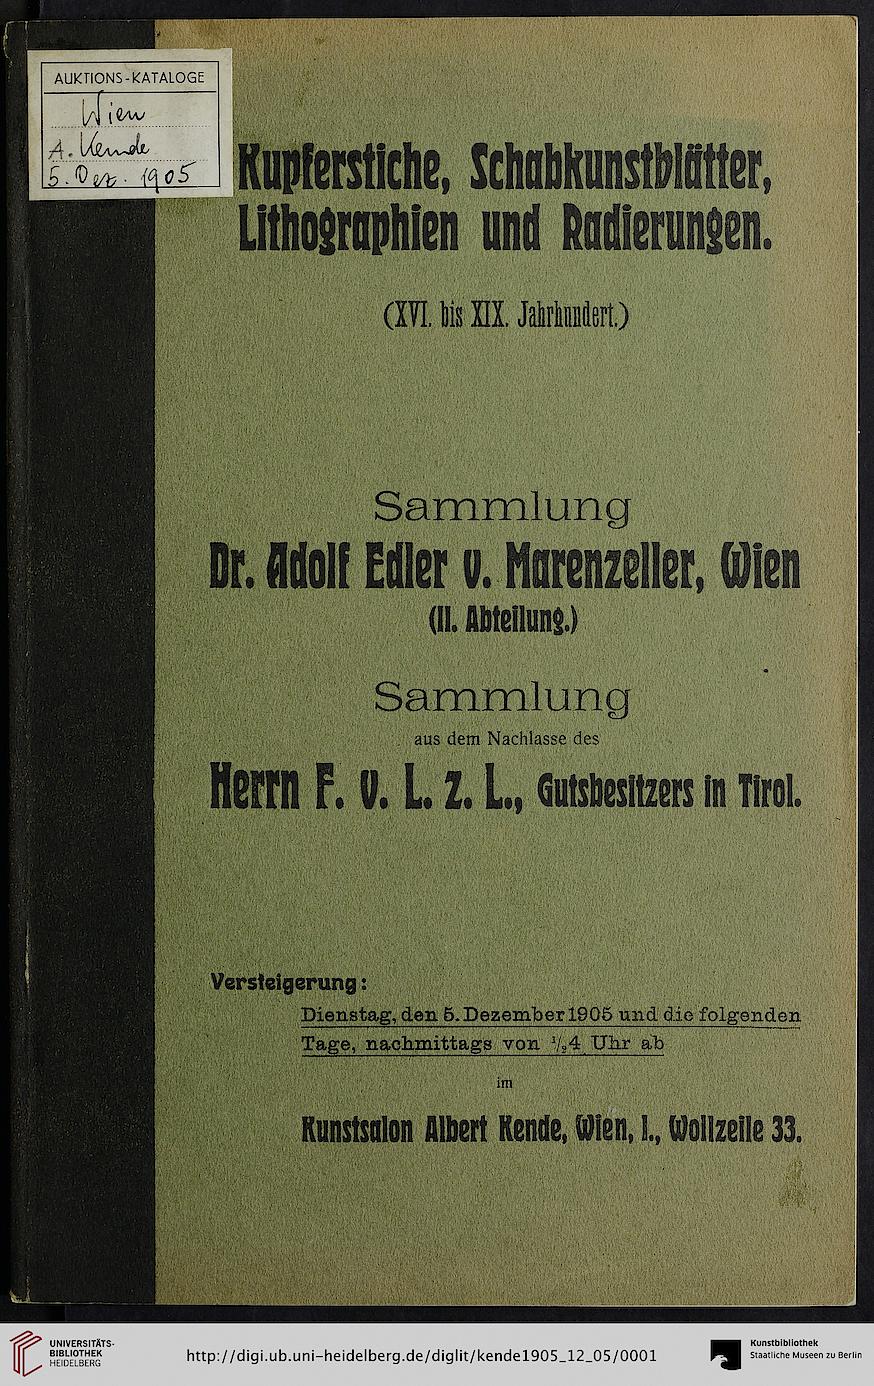 AUKTIONS-KATALOGE
Wien
A. Kende
5. Dez. 1905
Kupferstiche, Schabkunstblätter,
Lithographien und Radierungen.
(XVI. bis XIX. Jahrhundert.)
Sammlung
Dr. Adolf Edler v. Marenzeller, Wien
(II. Abteilung.)
Sammlung
aus dem Nachlasse des
Herrn F. v. L. z. L., Gutsbesitzers in Tirol.
Versteigerung:
Dienstag, den 5. Dezember 1905 und die folgenden
Tage, nachmittags von ½4 Uhr ab
im
Kunstsalon Albert Kende, Wien, I., Wollzeile 33.
UNIVERSITÄTS-
BIBLIOTHEK
HEIDELBERG
http://digi.ub.uni-heidelberg.de/diglit/kende1905_12_05/0001
Kunstbibliothek
Staatliche Museen zu Berlin